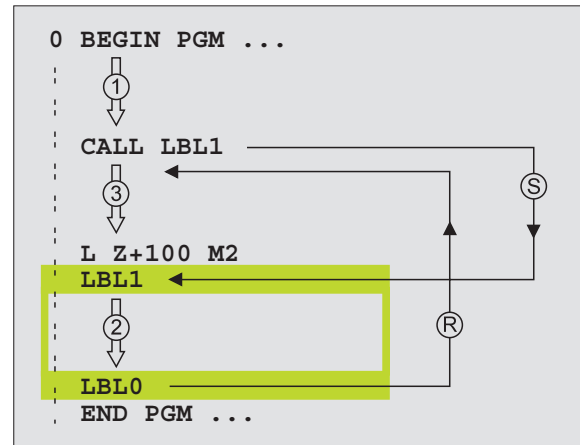 0 BEGIN PGM ...
1
CALL LBL1
S
3
L Z+100 M2
LBL1
2
R
LBL0
END PGM ...